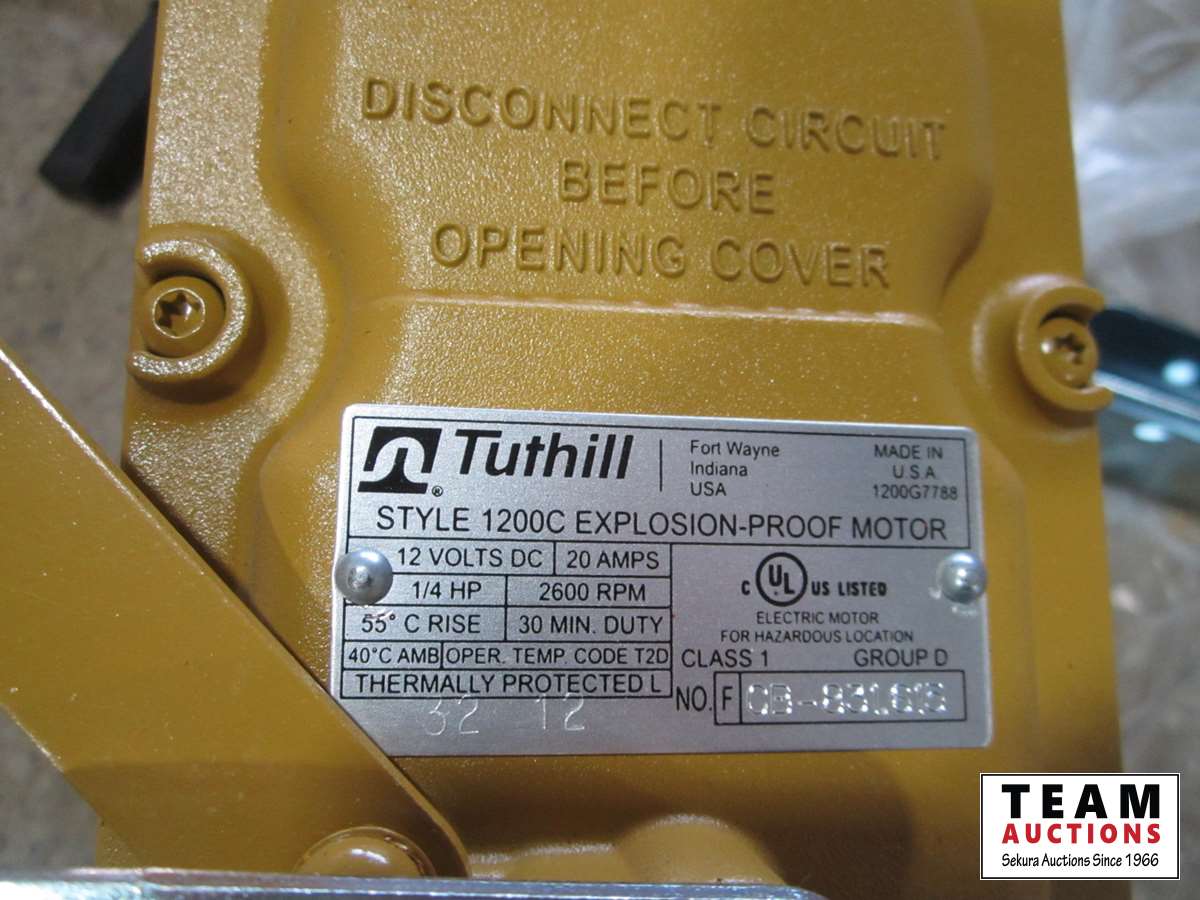 DISCONNECT CIRCUIT
BEFORE
OPENING COVER
Tuthill
®
Fort Wayne
Indiana
USA
MADE IN
U.S.A.
1200G7788
STYLE 1200C EXPLOSION-PROOF MOTOR
12 VOLTS DC 20 AMPS
1/4 HP 2600 RPM
55° C RISE 30 MIN. DUTY
40°C AMB OPER. TEMP. CODE T2D
THERMALLY PROTECTED L
32 12
C UL US LISTED
ELECTRIC MOTOR
FOR HAZARDOUS LOCATION
CLASS 1 GROUP D
NO. F CB-831615
TEAM
AUCTIONS
Sekura Auctions Since 1966